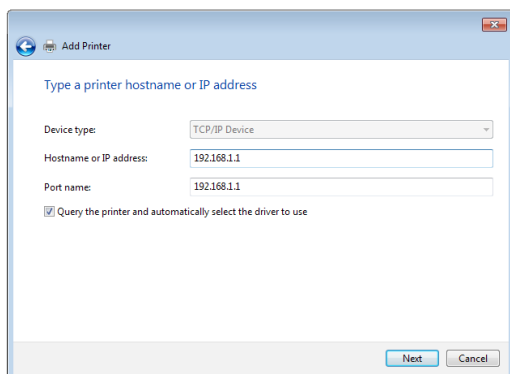 Add Printer
Type a printer hostname or IP address
Device type: TCP/IP Device
Hostname or IP address: 192.168.1.1
Port name: 192.168.1.1
Query the printer and automatically select the driver to use
Next Cancel